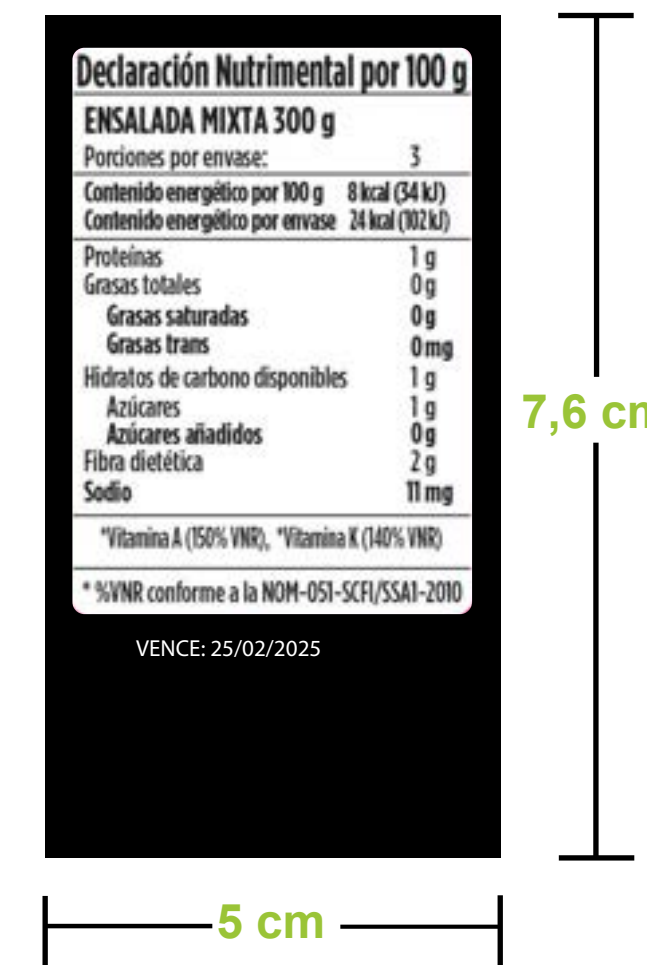 Declaración Nutrimental por 100 g
ENSALADA MIXTA 300 g
Porciones por envase: 3
Contenido energético por 100 g 8 kcal (34 kJ)
Contenido energético por envase 24 kcal (102 kJ)
Proteínas 1 g
Grasas totales 0 g
Grasas saturadas 0 g
Grasas trans 0 mg
Hidratos de carbono disponibles 1 g
Azúcares 1 g
Azúcares añadidos 0 g
Fibra dietética 2 g
Sodio 11 mg
*Vitamina A (150% VNR), *Vitamina K (140% VNR)
* %VNR conforme a la NOM-051-SCFI/SSA1-2010
VENCE: 25/02/2025
7,6 cm
5 cm